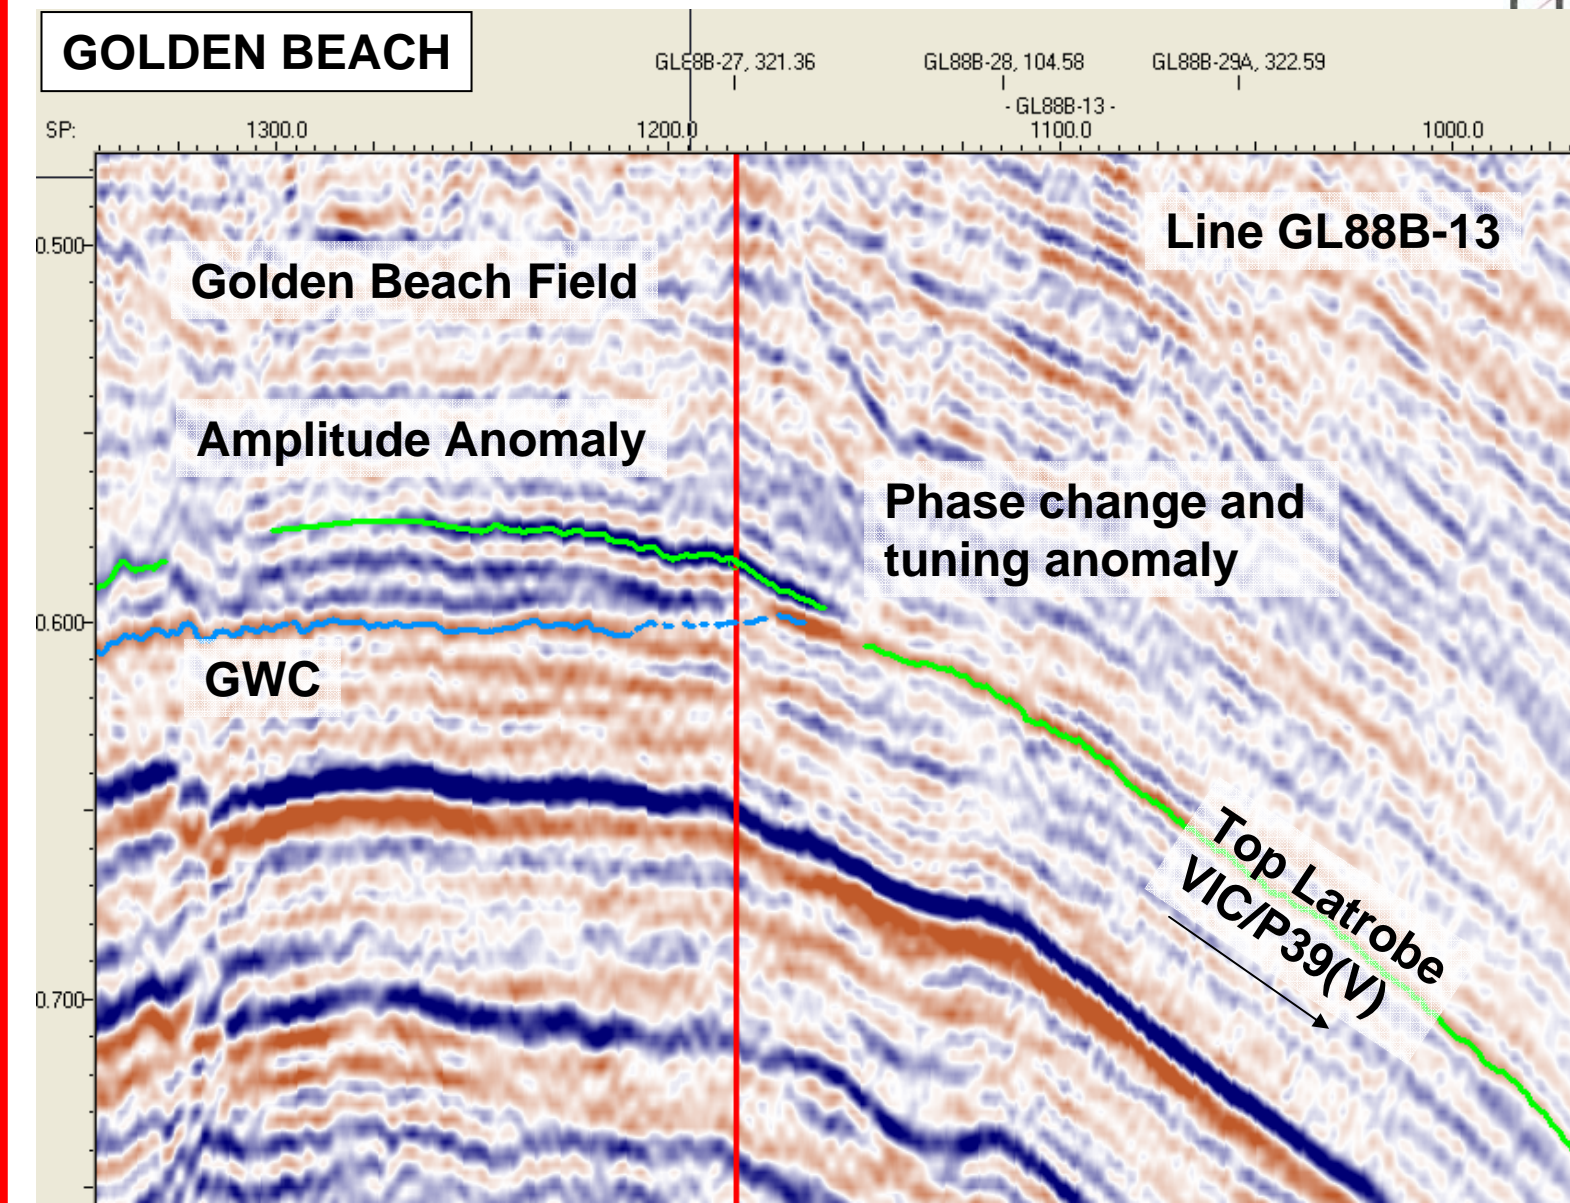 GOLDEN BEACH
GL88B-27, 321.36
GL88B-28, 104.58
GL88B-29A, 322.59
- GL88B-13 -
SP:
1300.0
1200.0
1100.0
1000.0
0.500
Line GL88B-13
Golden Beach Field
Amplitude Anomaly
Phase change and
tuning anomaly
0.600
GWC
Top Latrobe
VIC/P39(V)
0.700